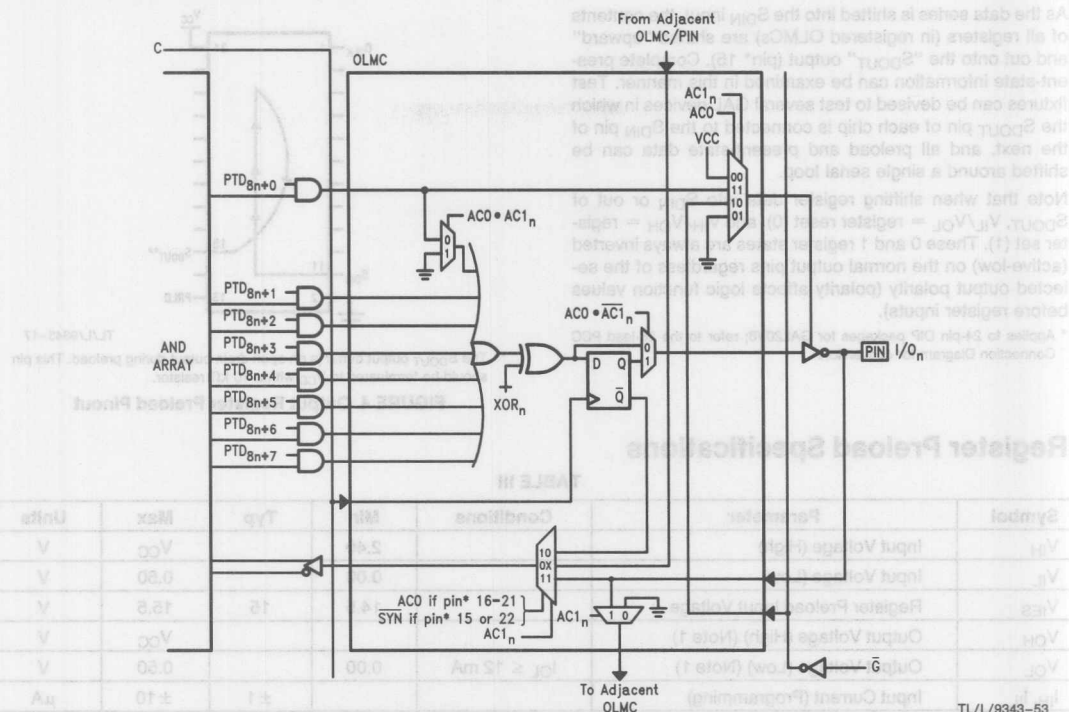 As the data series is shifted into the SDIN input, the contents
of all registers (in registered OLMCs) are shifted "upward"
and out onto the "SDOUT" output (pin* 15). Complete pres-
ent-state information can be examined in this manner. Test
fixtures can be devised to test several GAL devices in which
the SDOUT pin of each chip is connected to the SDIN pin of
the next, and all preload and present-state data can be
shifted around a single serial loop.
Note that when shifting register data into SDIN or out of
SDOUT, VIL/VOL = register reset (0) and VIH/VOH = regis-
ter set (1). These 0 and 1 register states are always inverted
(active-low) on the normal output pins regardless of the se-
lected output polarity (polarity affects logic function values
before register inputs).
From Adjacent
OLMC/PIN
C
OLMC
AC1n
AC0
VCC
00
11
10
01
PTD8n+0
AC0 • AC1n
0
1
PTD8n+1
PTD8n+2
PTD8n+3
PTD8n+4
PTD8n+5
PTD8n+6
PTD8n+7
AND
ARRAY
XORn
AC0 • A̅C̅1̅n
D Q
Q̅
0
1
PIN I/On
10
0X
11
AC0 if pin* 16-21
S̅Y̅N̅ if pin* 15 or 22
AC1n
AC1n
1 0
To Adjacent
OLMC
G̅
TL/L/9343-53
Register Preload Specifications
TABLE III
Symbol Parameter Conditions Min Typ Max Units
VIH Input Voltage (High) VCC V
VIL Input Voltage (Low) 0.00 0.50 V
VIES Register Preload Input Voltage 15 15.5 V
VOH Output Voltage (High) (Note 1) VCC V
VOL Output Voltage (Low) (Note 1) IOL ≤ 12 mA 0.00 0.50 V
IIH, IIL Input Current (Programming) ±1 ±10 μA